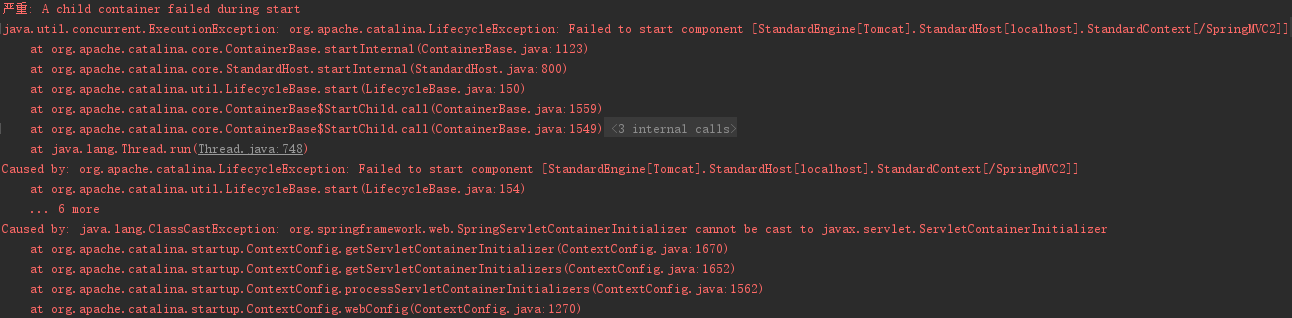 严重: A child container failed during start
java.util.concurrent.ExecutionException: org.apache.catalina.LifecycleException: Failed to start component [StandardEngine[Tomcat].StandardHost[localhost].StandardContext[/SpringMVC2]]
at org.apache.catalina.core.ContainerBase.startInternal(ContainerBase.java:1123)
at org.apache.catalina.core.StandardHost.startInternal(StandardHost.java:800)
at org.apache.catalina.util.LifecycleBase.start(LifecycleBase.java:150)
at org.apache.catalina.core.ContainerBase$StartChild.call(ContainerBase.java:1559)
at org.apache.catalina.core.ContainerBase$StartChild.call(ContainerBase.java:1549) <3 internal calls>
at java.lang.Thread.run(Thread.java:748)
Caused by: org.apache.catalina.LifecycleException: Failed to start component [StandardEngine[Tomcat].StandardHost[localhost].StandardContext[/SpringMVC2]]
at org.apache.catalina.util.LifecycleBase.start(LifecycleBase.java:154)
... 6 more
Caused by: java.lang.ClassCastException: org.springframework.web.SpringServletContainerInitializer cannot be cast to javax.servlet.ServletContainerInitializer
at org.apache.catalina.startup.ContextConfig.getServletContainerInitializer(ContextConfig.java:1670)
at org.apache.catalina.startup.ContextConfig.getServletContainerInitializers(ContextConfig.java:1652)
at org.apache.catalina.startup.ContextConfig.processServletContainerInitializers(ContextConfig.java:1562)
at org.apache.catalina.startup.ContextConfig.webConfig(ContextConfig.java:1270)